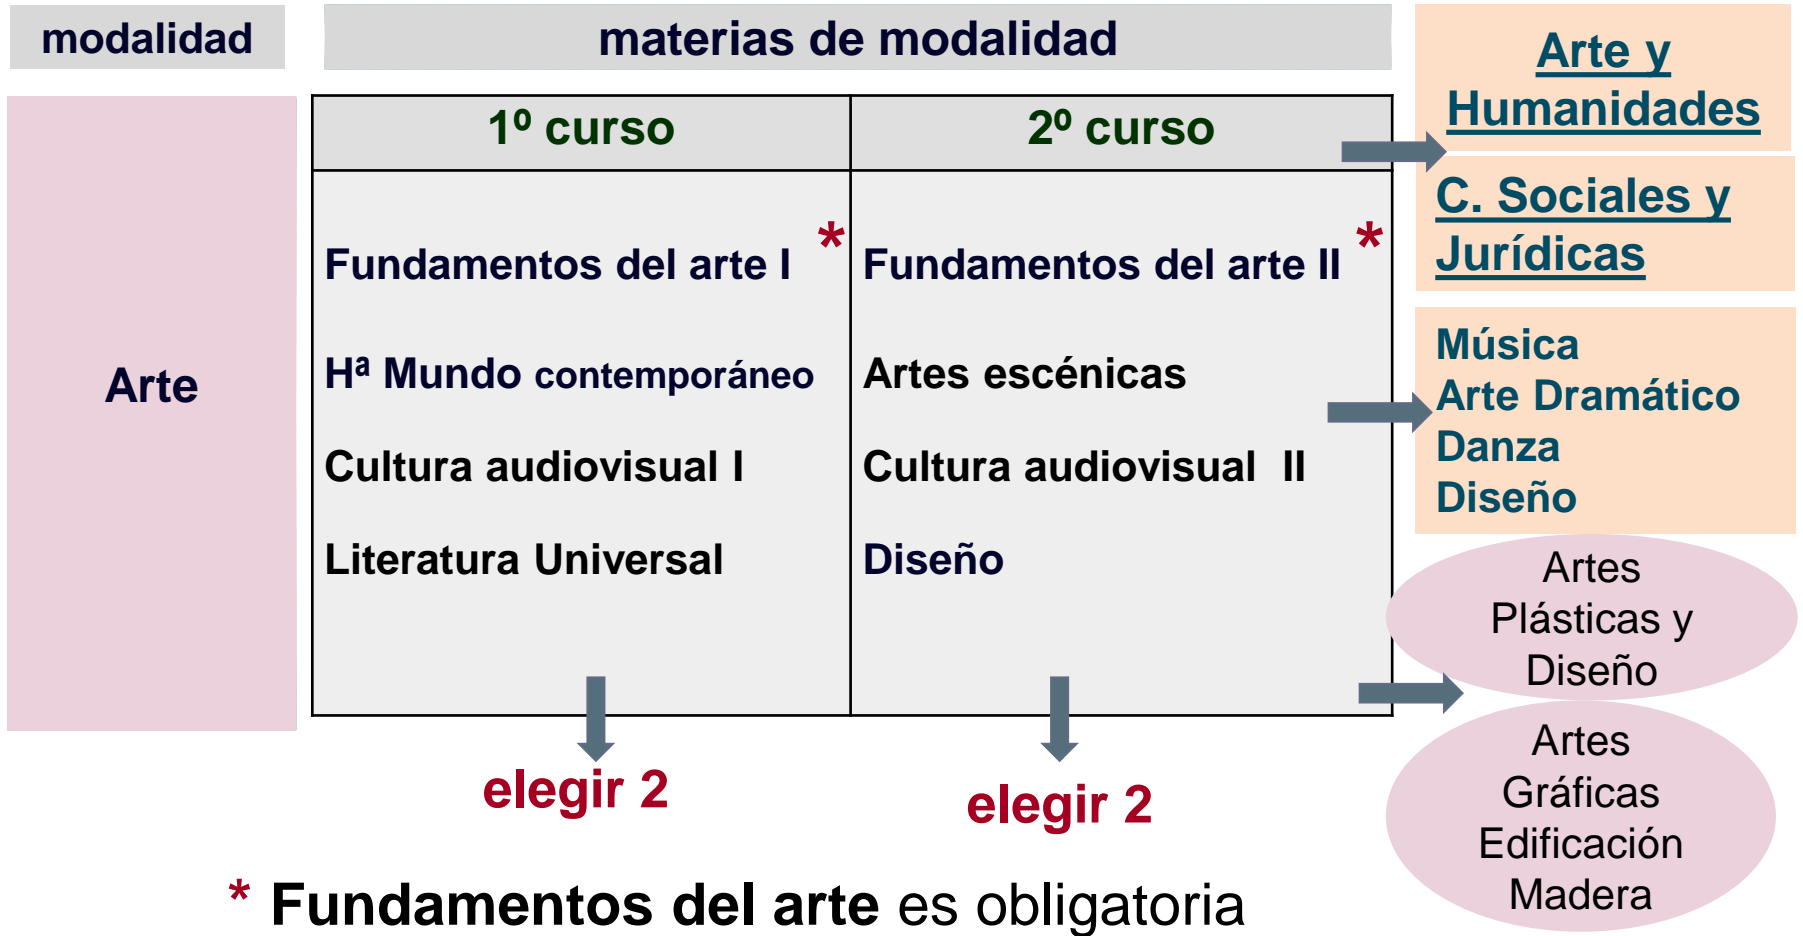 modalidad
materias de modalidad
Arte
1º curso
Fundamentos del arte I *
Hª Mundo contemporáneo
Cultura audiovisual I
Literatura Universal
elegir 2
2º curso
Fundamentos del arte II *
Artes escénicas
Cultura audiovisual II
Diseño
elegir 2
Arte y
Humanidades
C. Sociales y
Jurídicas
Música
Arte Dramático
Danza
Diseño
Artes
Plásticas y
Diseño
Artes
Gráficas
Edificación
Madera
* Fundamentos del arte es obligatoria